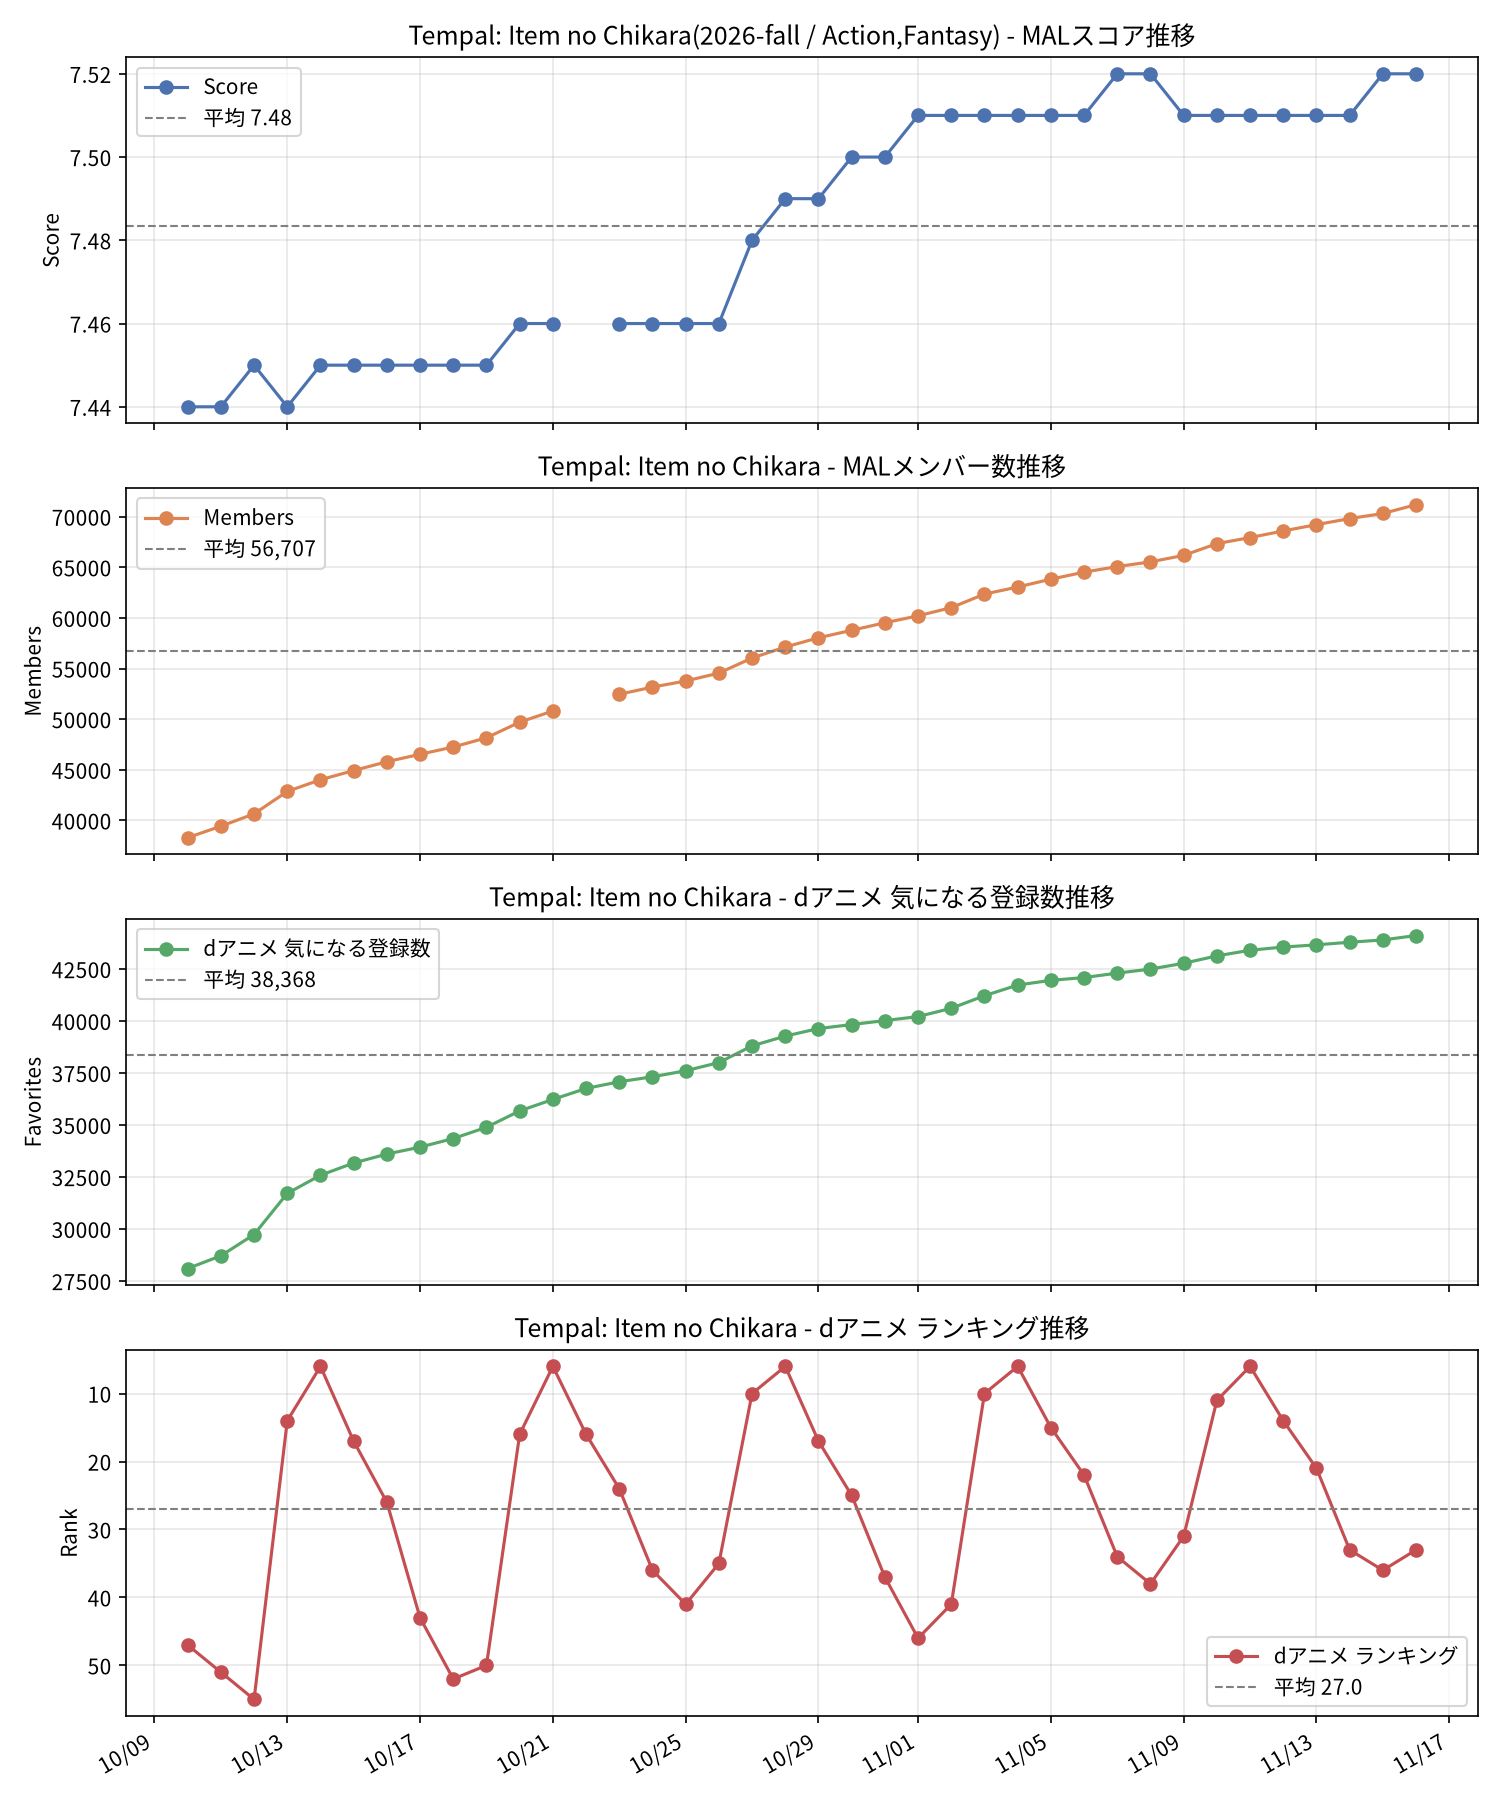 Tempal: Item no Chikara(2026-fall / Action,Fantasy) - MALスコア推移
Score
平均 7.48
7.52
7.50
7.48
7.46
7.44
Score
Tempal: Item no Chikara - MALメンバー数推移
Members
平均 56,707
70000
65000
60000
55000
50000
45000
40000
Members
Tempal: Item no Chikara - dアニメ 気になる登録数推移
dアニメ 気になる登録数
平均 38,368
42500
40000
37500
35000
32500
30000
27500
Favorites
Tempal: Item no Chikara - dアニメ ランキング推移
10
20
30
40
50
Rank
dアニメ ランキング
平均 27.0
10/09
10/13
10/17
10/21
10/25
10/29
11/01
11/05
11/09
11/13
11/17